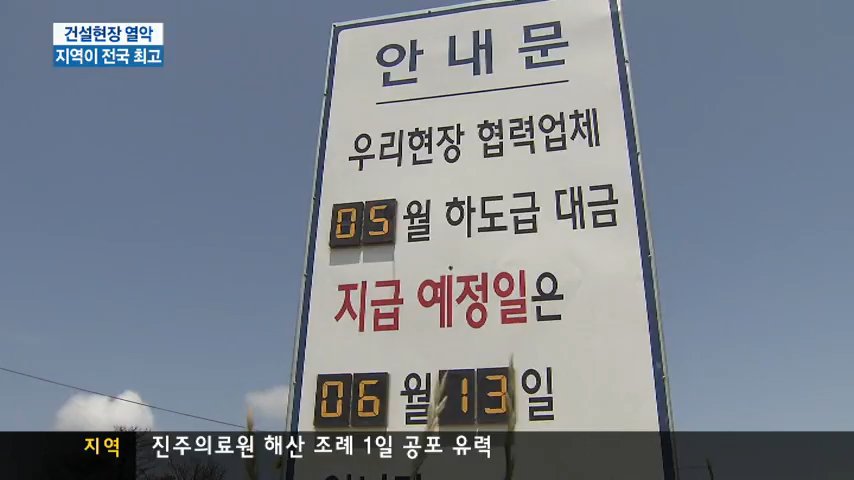 건설현장 열악
지역이 전국 최고
안내문
우리현장 협력업체
05월 하도급 대금
지급 예정일은
06월 13일
지역 진주의료원 해산 조례 1일 공포 유력